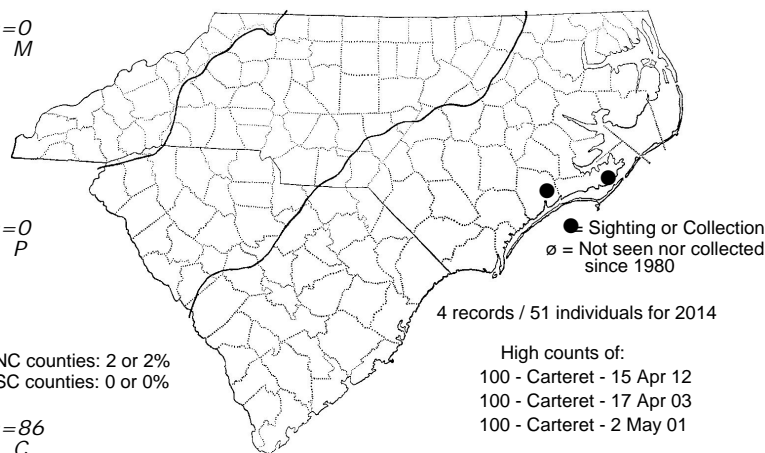 =0
M
=0
P
= Sighting or Collection
ø = Not seen nor collected
since 1980
4 records / 51 individuals for 2014
NC counties: 2 or 2%
SC counties: 0 or 0%
High counts of:
100 - Carteret - 15 Apr 12
100 - Carteret - 17 Apr 03
100 - Carteret - 2 May 01
=86
C